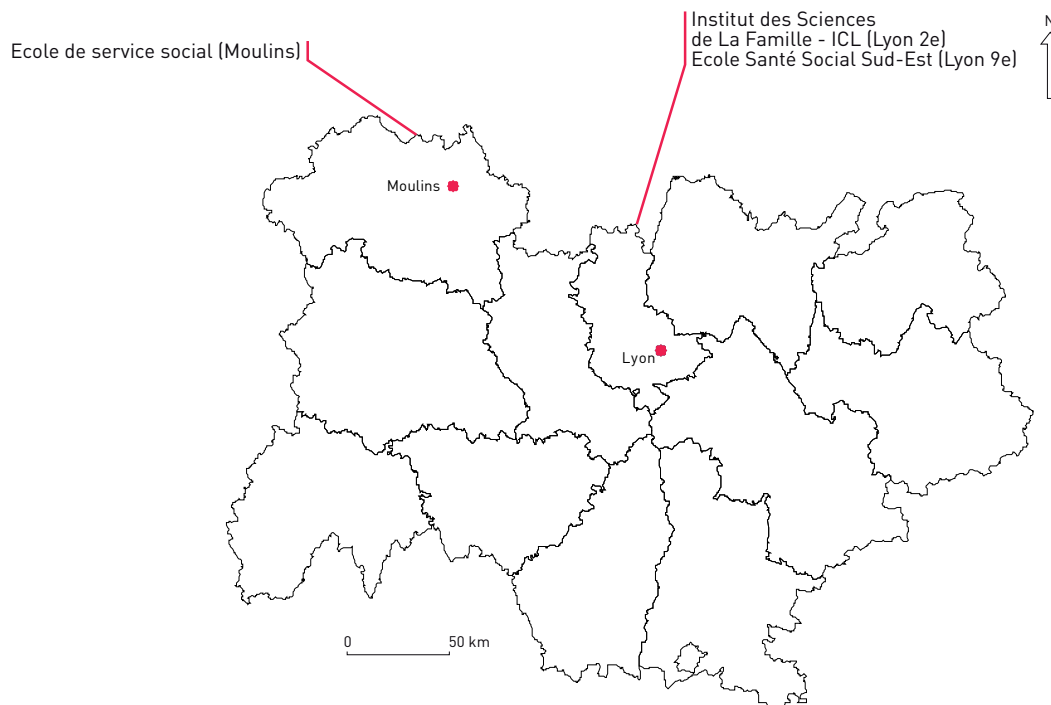 Institut des Sciences
de La Famille - ICL (Lyon 2e)
Ecole Santé Social Sud-Est (Lyon 9e)
Ecole de service social (Moulins)
N
Moulins
Lyon
0 50 km